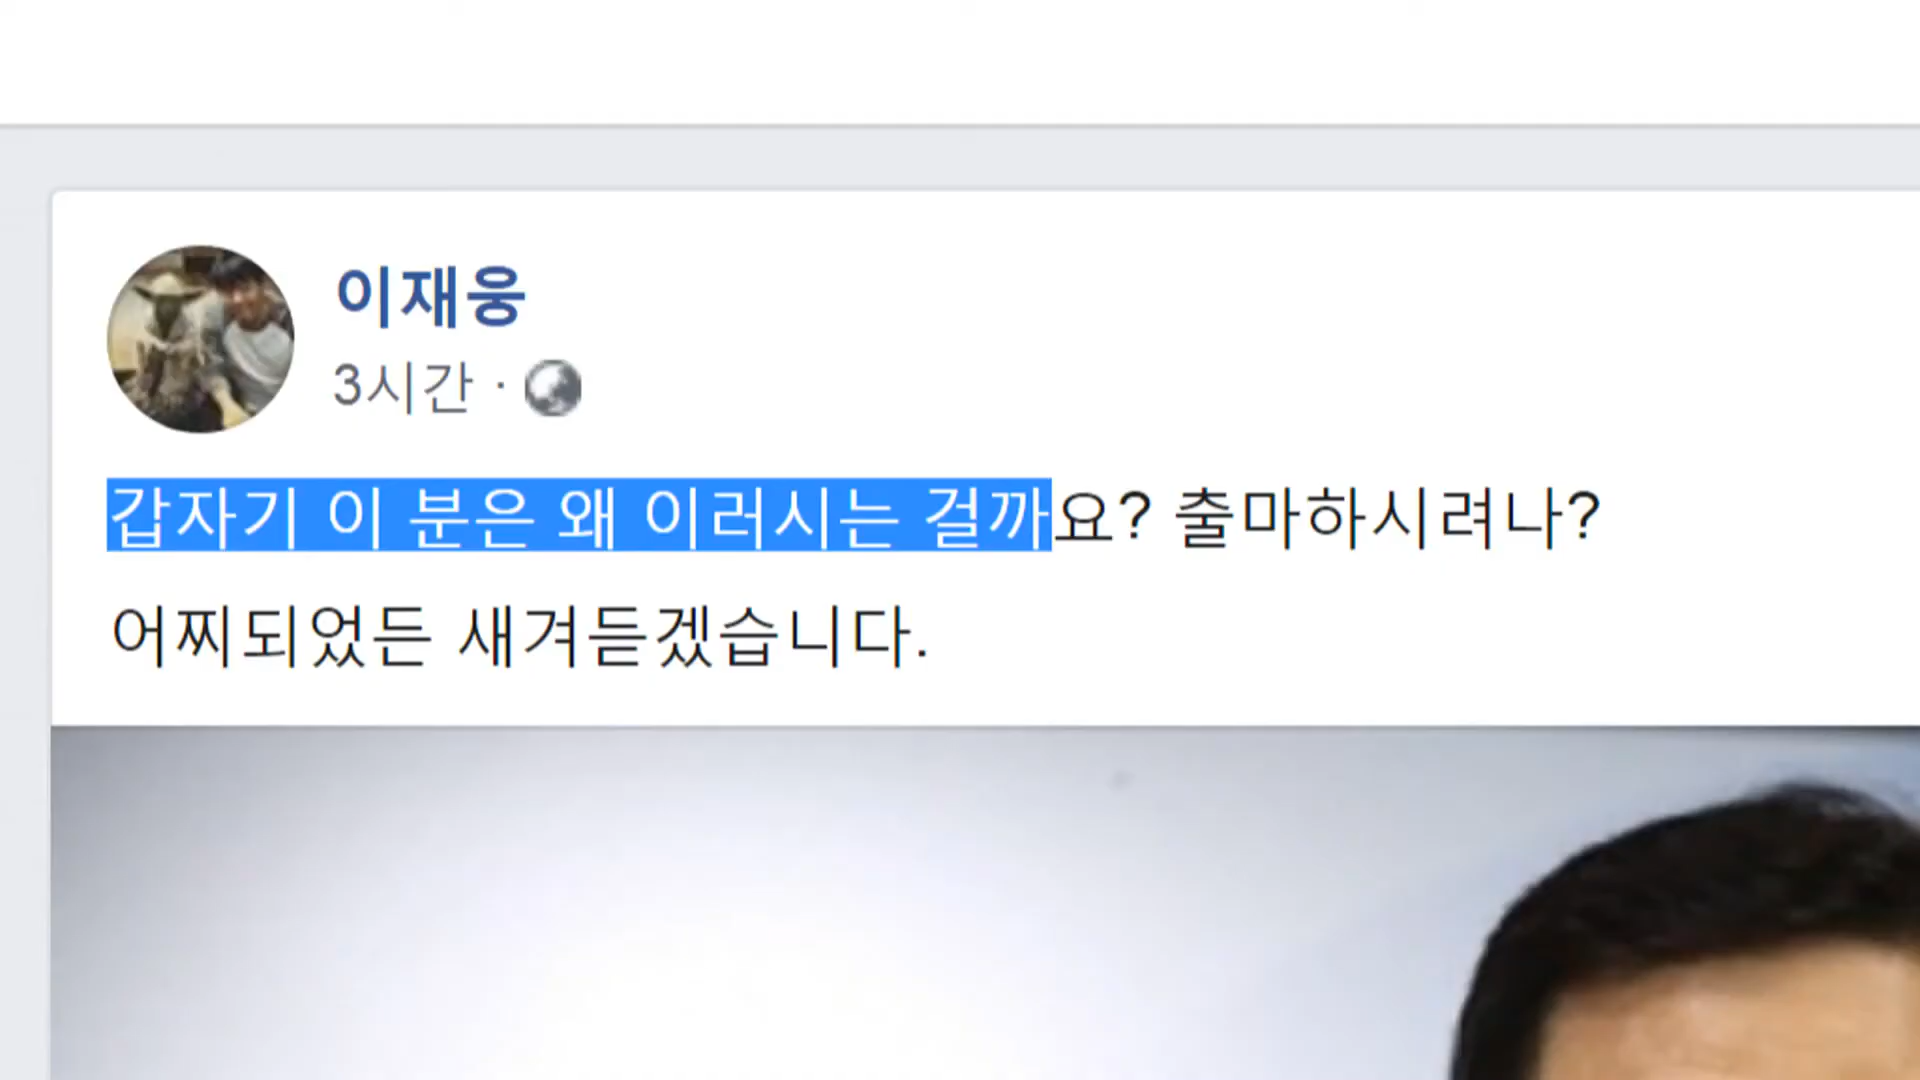 이재웅
3시간 ·
갑자기 이 분은 왜 이러시는 걸까요? 출마하시려나?
어찌되었든 새겨듣겠습니다.